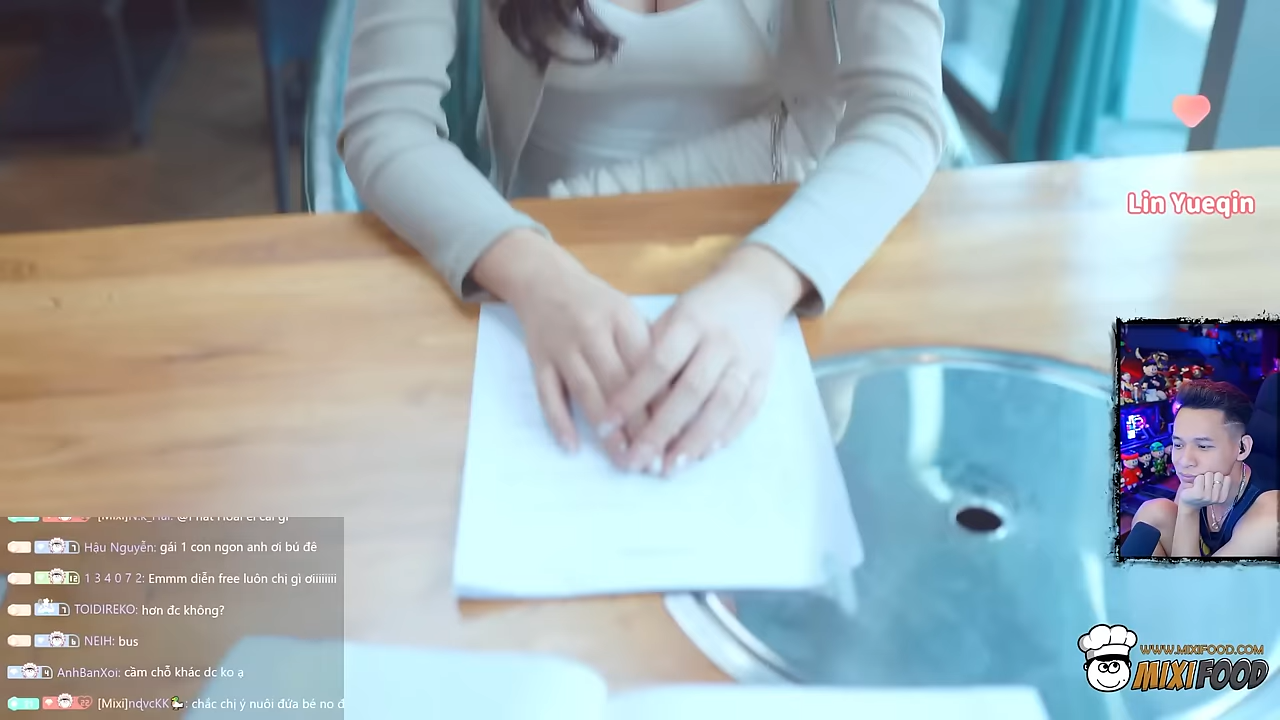 Lin Yueqin
Hậu Nguyễn: gái 1 con ngon anh ơi bú đê
1 3 4 0 7 2: Emmm diễn free luôn chị gì ơiiiiiiii
TOIDIREKO: hơn đc không?
NEIH: bus
AnhBanXoi: cầm chỗ khác dc ko ạ
[Mixi]ndvcKK: chắc chị ý nuôi đứa bé no đ
WWW.MIXIFOOD.COM
MIXIFOOD